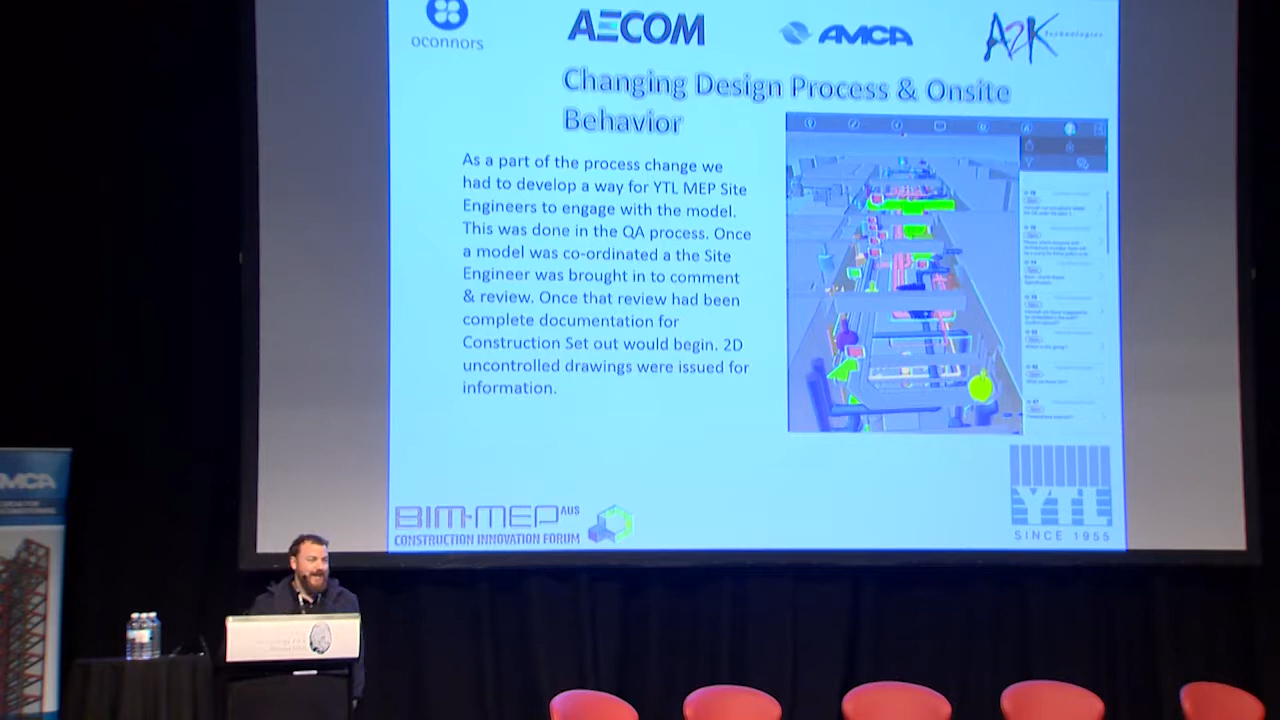 oconnors
AECOM
AMCA
A2K
Technologies
Changing Design Process & Onsite
Behavior
As a part of the process change we
had to develop a way for YTL MEP Site
Engineers to engage with the model.
This was done in the QA process. Once
a model was co-ordinated a the Site
Engineer was brought in to comment
& review. Once that review had been
complete documentation for
Construction Set out would begin. 2D
uncontrolled drawings were issued for
information.
BIM-MEP AUS
CONSTRUCTION INNOVATION FORUM
YTL
SINCE 1955
AMCA